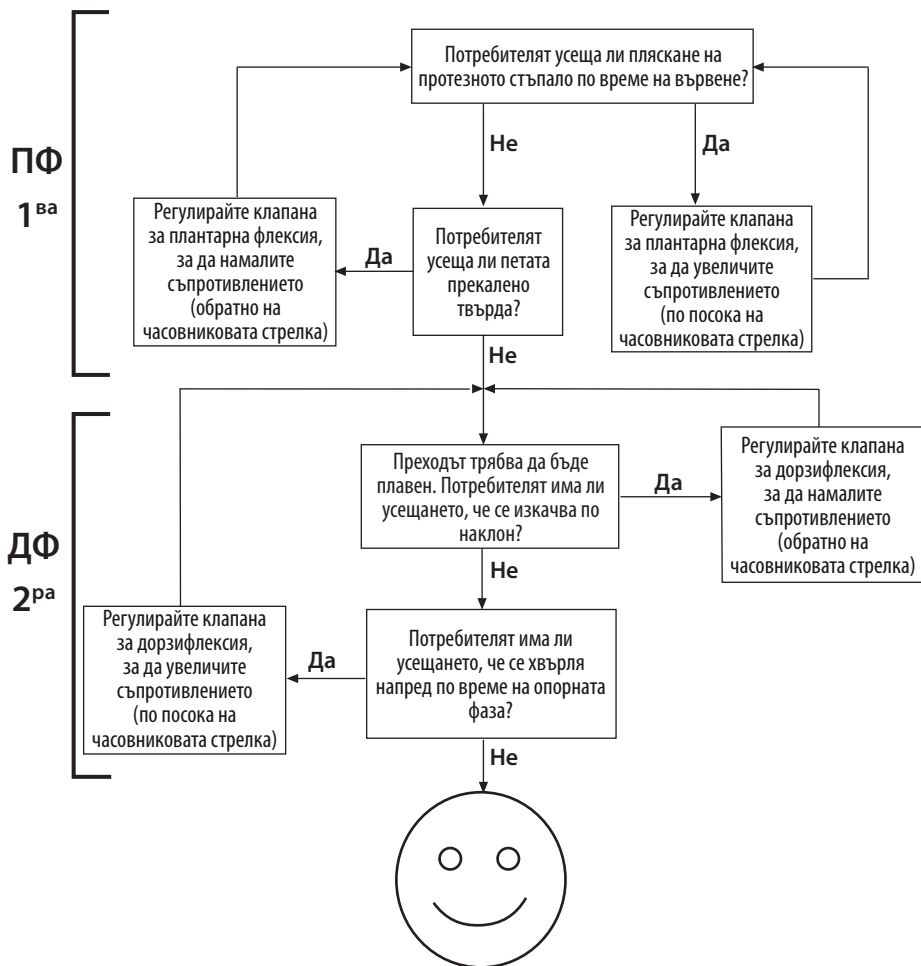 Потребителят усеща ли пляскане на
протезното стъпало по време на вървене?
Не
Да
ПФ
1ва
Регулирайте клапана
за плантарна флексия,
за да намалите
съпротивлението
(обратно на
часовниковата стрелка)
Да
Потребителят
усеща ли петата
прекалено
твърда?
Регулирайте клапана
за плантарна флексия,
за да увеличите
съпротивлението
(по посока на
часовниковата стрелка)
Не
ДФ
2ра
Преходът трябва да бъде
плавен. Потребителят има ли
усещането, че се изкачва по
наклон?
Да
Регулирайте клапана
за дорзифлексия,
за да намалите
съпротивлението
(обратно на
часовниковата стрелка)
Не
Регулирайте клапана
за дорзифлексия,
за да увеличите
съпротивлението
(по посока на
часовниковата стрелка)
Да
Потребителят има ли
усещането, че се хвърля
напред по време на опорната
фаза?
Не